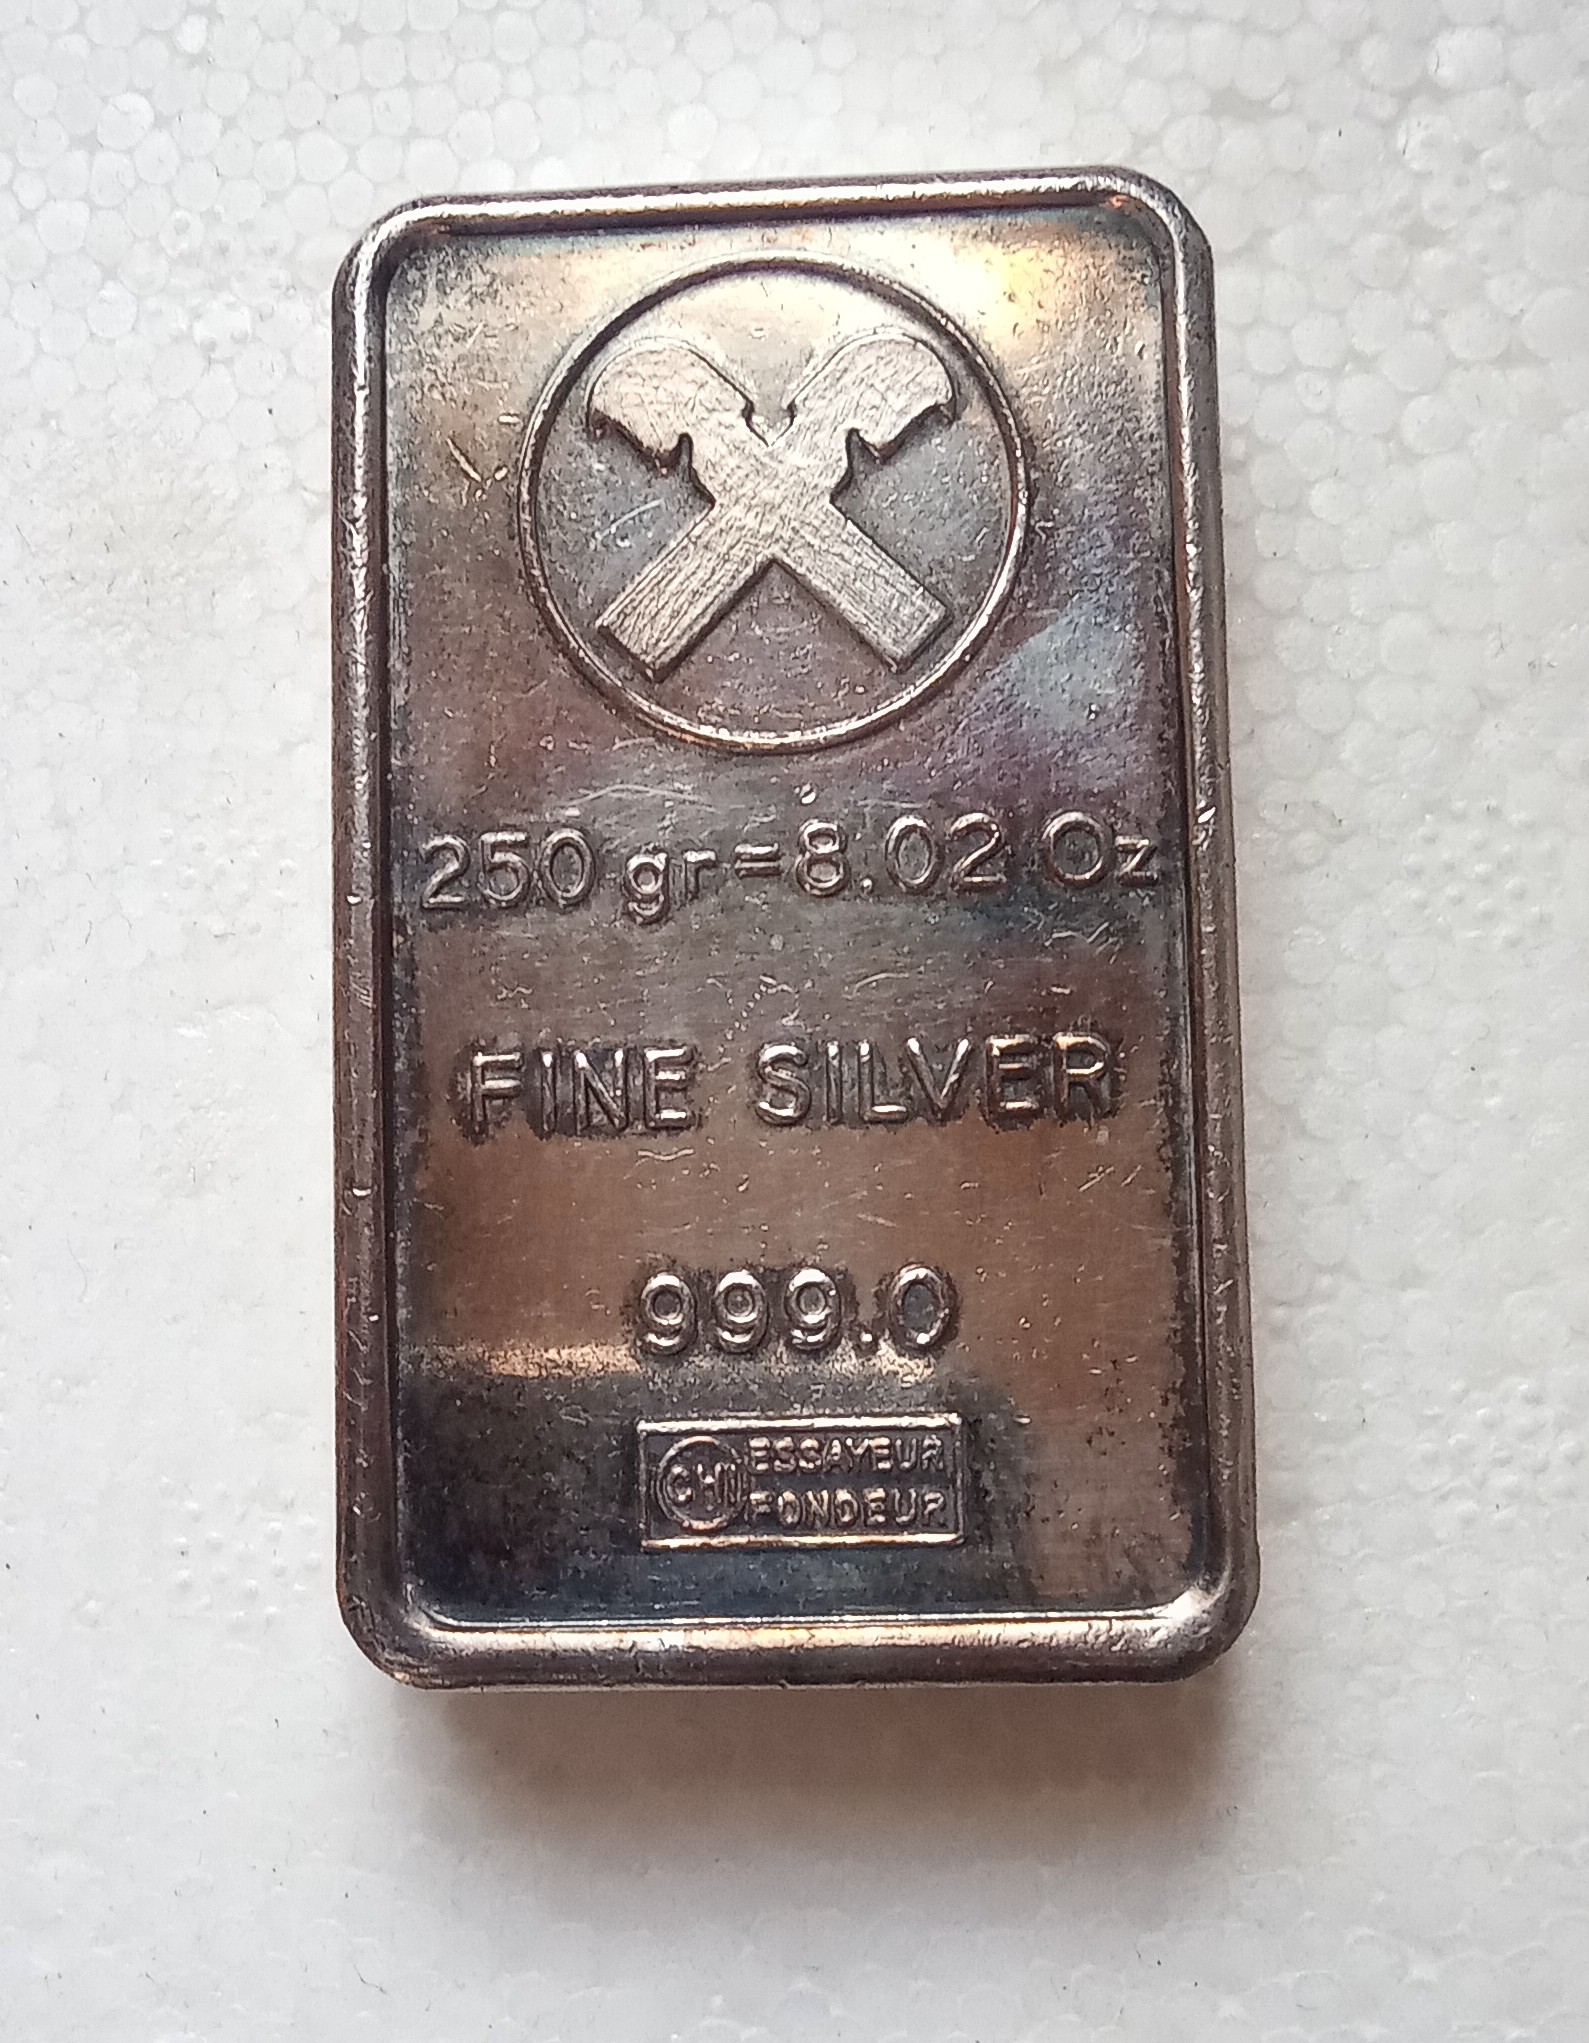 250 gr=8.02 Oz
FINE SILVER
999.0
CHI ESSAYEUR
FONDEUR